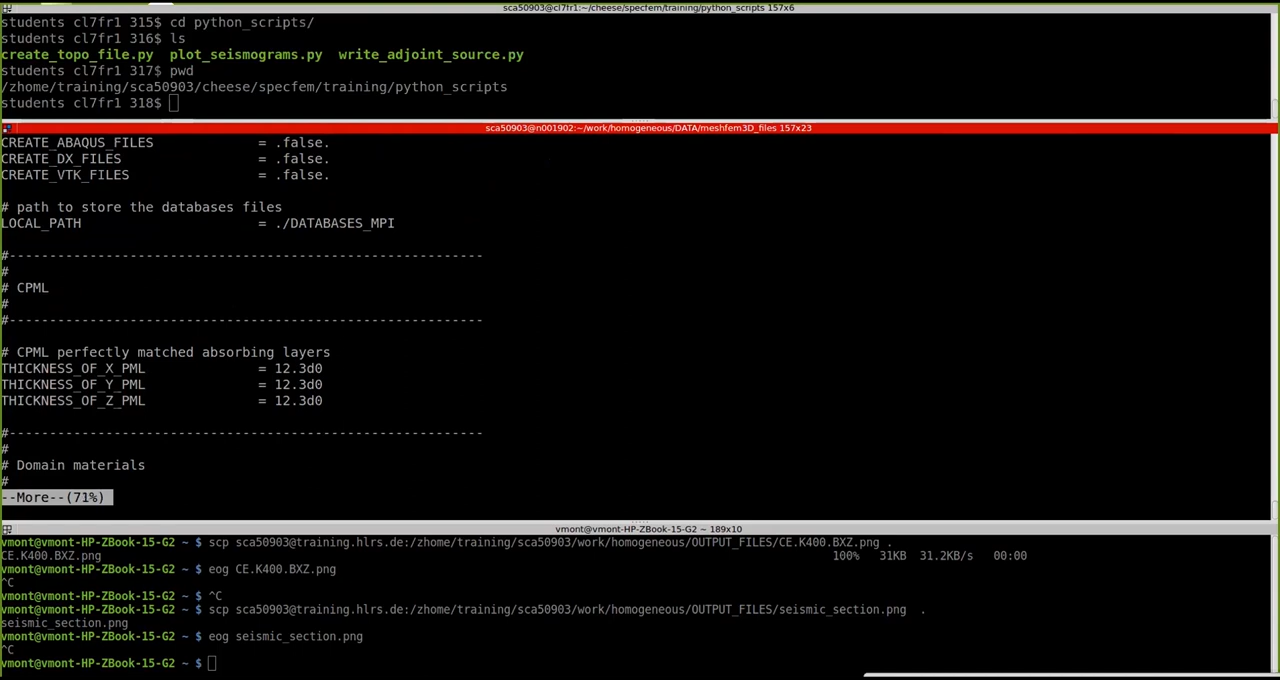 sca50903@cl7fr1:~/cheese/specfem/training/python_scripts 157x6
students cl7fr1 315$ cd python_scripts/
students cl7fr1 316$ ls
create_topo_file.py  plot_seismograms.py  write_adjoint_source.py
students cl7fr1 317$ pwd
/zhome/training/sca50903/cheese/specfem/training/python_scripts
students cl7fr1 318$
sca50903@n001902:~/work/homogeneous/DATA/meshfem3D_files 157x23
CREATE_ABAQUS_FILES             = .false.
CREATE_DX_FILES                 = .false.
CREATE_VTK_FILES                = .false.
# path to store the databases files
LOCAL_PATH                      = ./DATABASES_MPI
#-----------------------------------------------------------
#
# CPML
#
#-----------------------------------------------------------
# CPML perfectly matched absorbing layers
THICKNESS_OF_X_PML              = 12.3d0
THICKNESS_OF_Y_PML              = 12.3d0
THICKNESS_OF_Z_PML              = 12.3d0
#-----------------------------------------------------------
#
# Domain materials
#
--More--(71%)
vmont@vmont-HP-ZBook-15-G2 ~ 189x10
vmont@vmont-HP-ZBook-15-G2 ~ $ scp sca50903@training.hlrs.de:/zhome/training/sca50903/work/homogeneous/OUTPUT_FILES/CE.K400.BXZ.png .
CE.K400.BXZ.png                                    100%   31KB  31.2KB/s   00:00
vmont@vmont-HP-ZBook-15-G2 ~ $ eog CE.K400.BXZ.png
^C
vmont@vmont-HP-ZBook-15-G2 ~ $ ^C
vmont@vmont-HP-ZBook-15-G2 ~ $ scp sca50903@training.hlrs.de:/zhome/training/sca50903/work/homogeneous/OUTPUT_FILES/seismic_section.png  .
seismic_section.png
vmont@vmont-HP-ZBook-15-G2 ~ $ eog seismic_section.png
^C
vmont@vmont-HP-ZBook-15-G2 ~ $